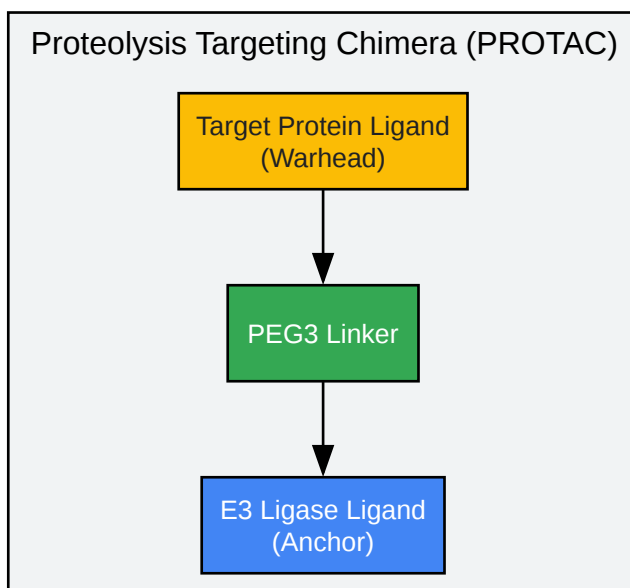 Proteolysis Targeting Chimera (PROTAC)
Target Protein Ligand
(Warhead)
PEG3 Linker
E3 Ligase Ligand
(Anchor)